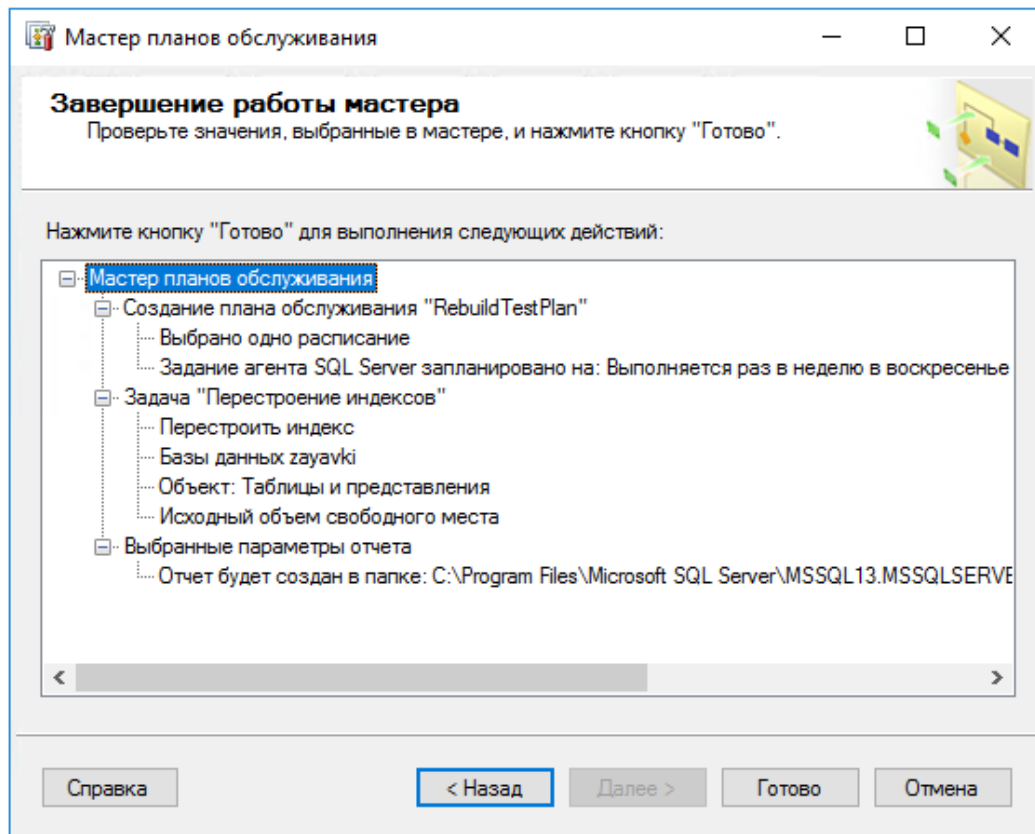 Мастер планов обслуживания
Завершение работы мастера
Проверьте значения, выбранные в мастере, и нажмите кнопку "Готово".
Нажмите кнопку "Готово" для выполнения следующих действий:
Мастер планов обслуживания
Создание плана обслуживания "RebuildTestPlan"
Выбрано одно расписание
Задание агента SQL Server запланировано на: Выполняется раз в неделю в воскресенье
Задача "Перестроение индексов"
Перестроить индекс
Базы данных zayavki
Объект: Таблицы и представления
Исходный объем свободного места
Выбранные параметры отчета
Отчет будет создан в папке: C:\Program Files\Microsoft SQL Server\MSSQL13.MSSQLSERVE
Справка
< Назад
Далее >
Готово
Отмена